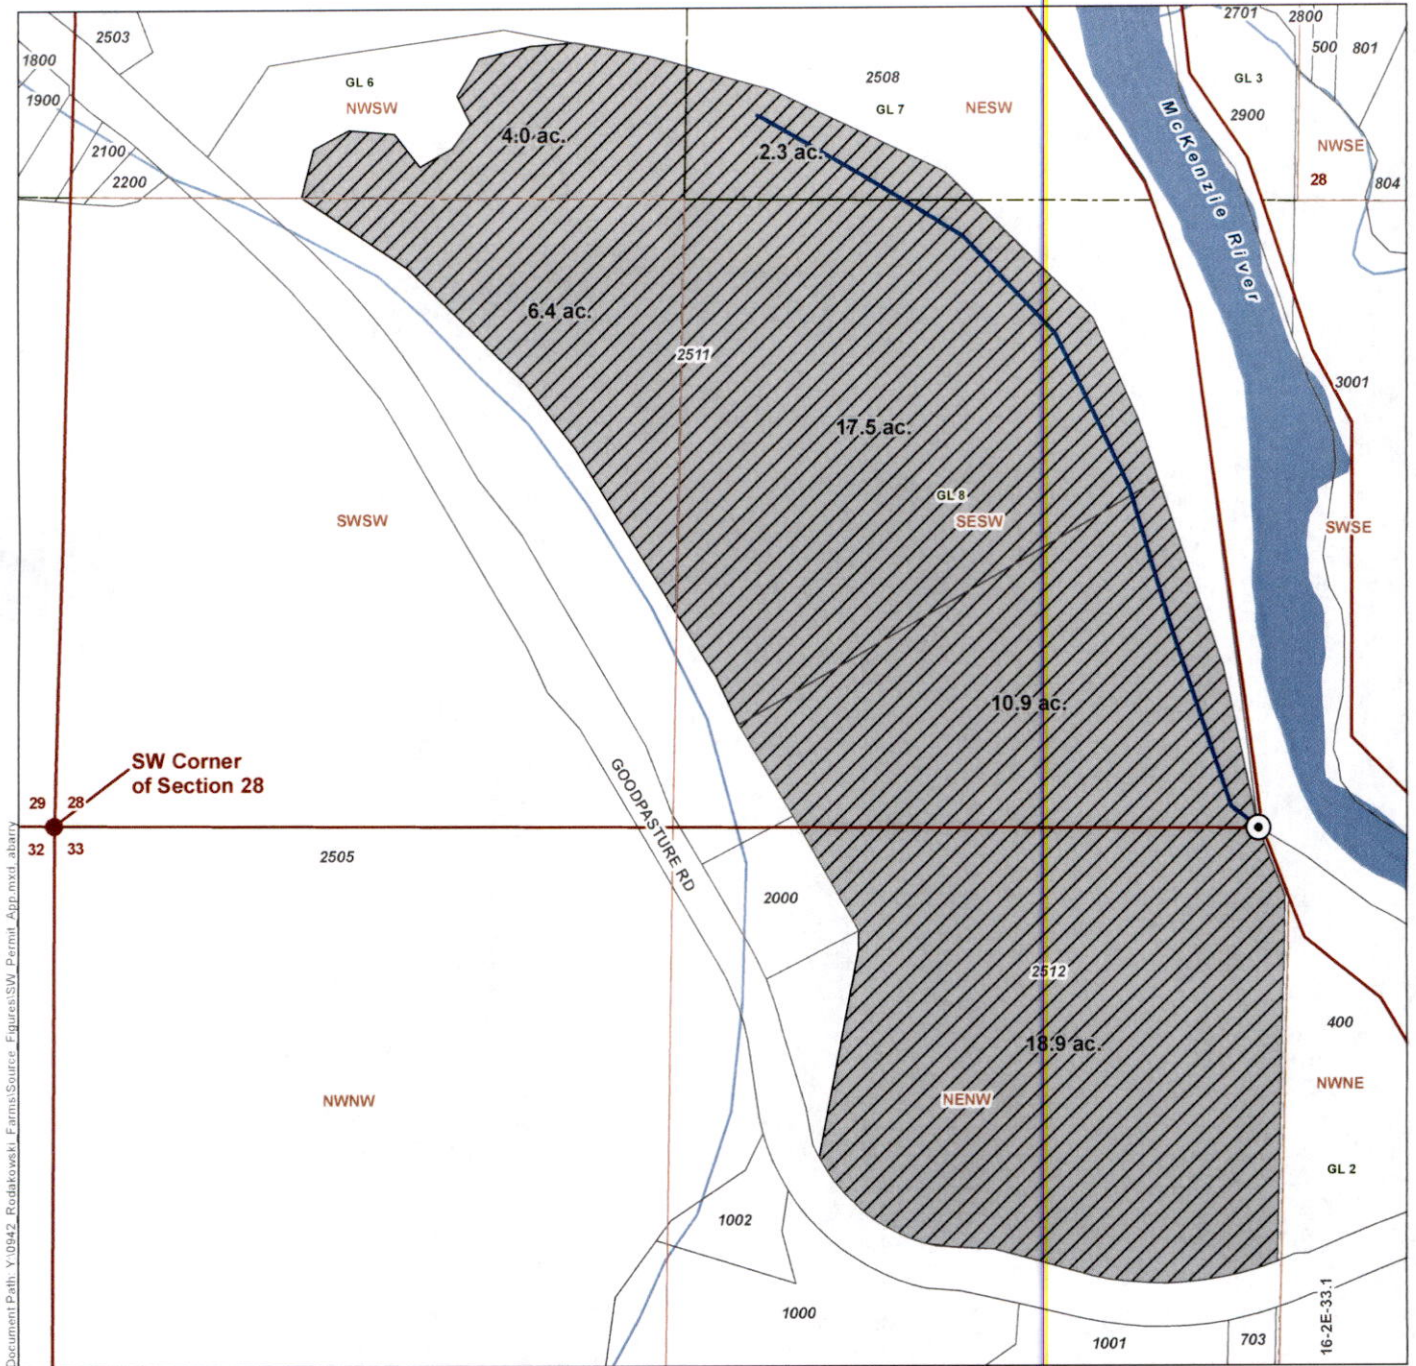 2503
2701
2800
500
801
1800
GL 6
NWSW
2508
GL 7
NESW
GL 3
1900
2900
2100
4.0 ac.
2.3 ac.
McKenzie River
NWSE
2200
28
804
6.4 ac.
2511
3001
17.5 ac.
GL 8
SWSW
SESW
SWSE
10.9 ac.
SW Corner
of Section 28
GOODPASTURE RD
29
28
32
33
2505
2000
2512
400
18.9 ac.
NWNW
NENW
NWNE
GL 2
1002
1000
1001
703
16-2E-33.1
Document Path: Y:\0942_Rodakowski_Farms\Source_Figures\SW_Permit_App.mxd, abarry